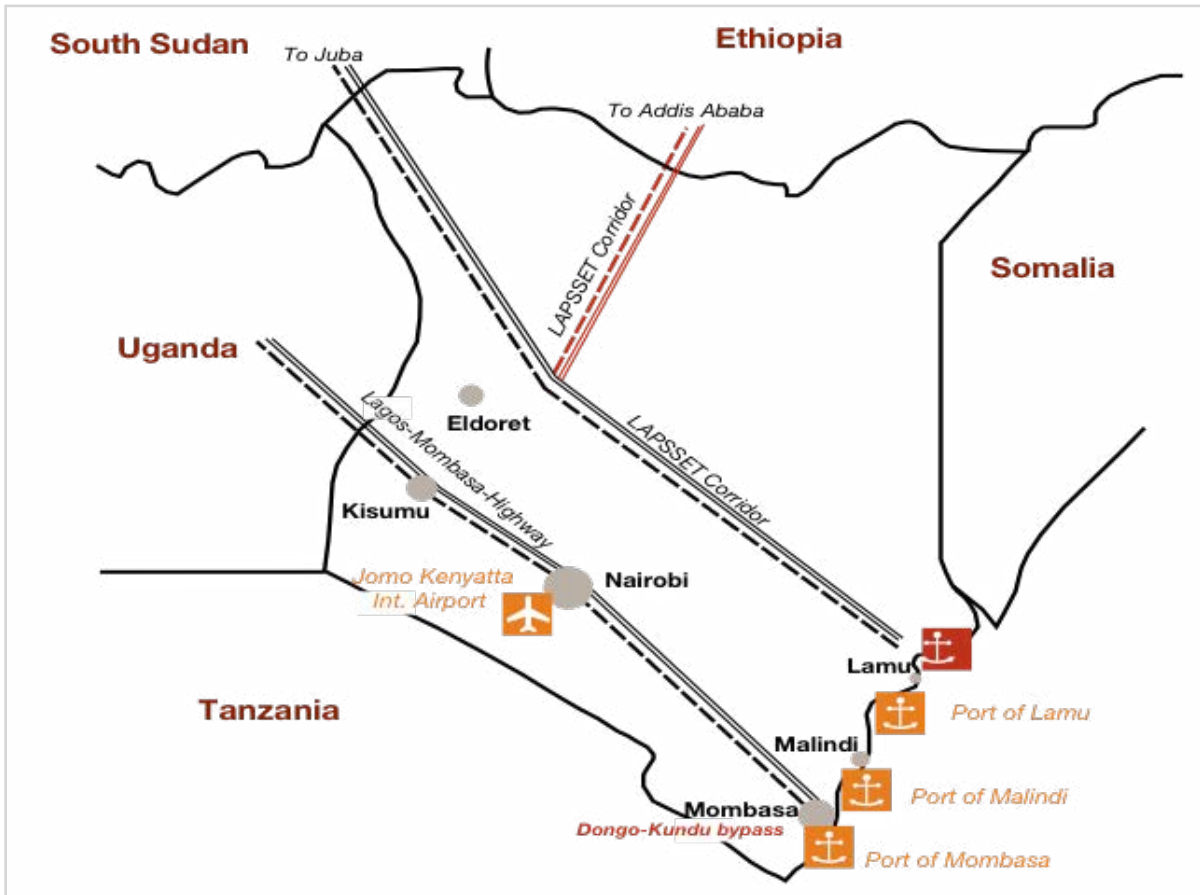 South Sudan
Ethiopia
To Juba
To Addis Ababa
LAPSSET Corridor
Somalia
Uganda
Eldoret
Lagos-Mombasa-Highway
LAPSSET Corridor
Kisumu
Jomo Kenyatta
Int. Airport
Nairobi
Lamu
Tanzania
Port of Lamu
Malindi
Port of Malindi
Mombasa
Dongo-Kundu bypass
Port of Mombasa